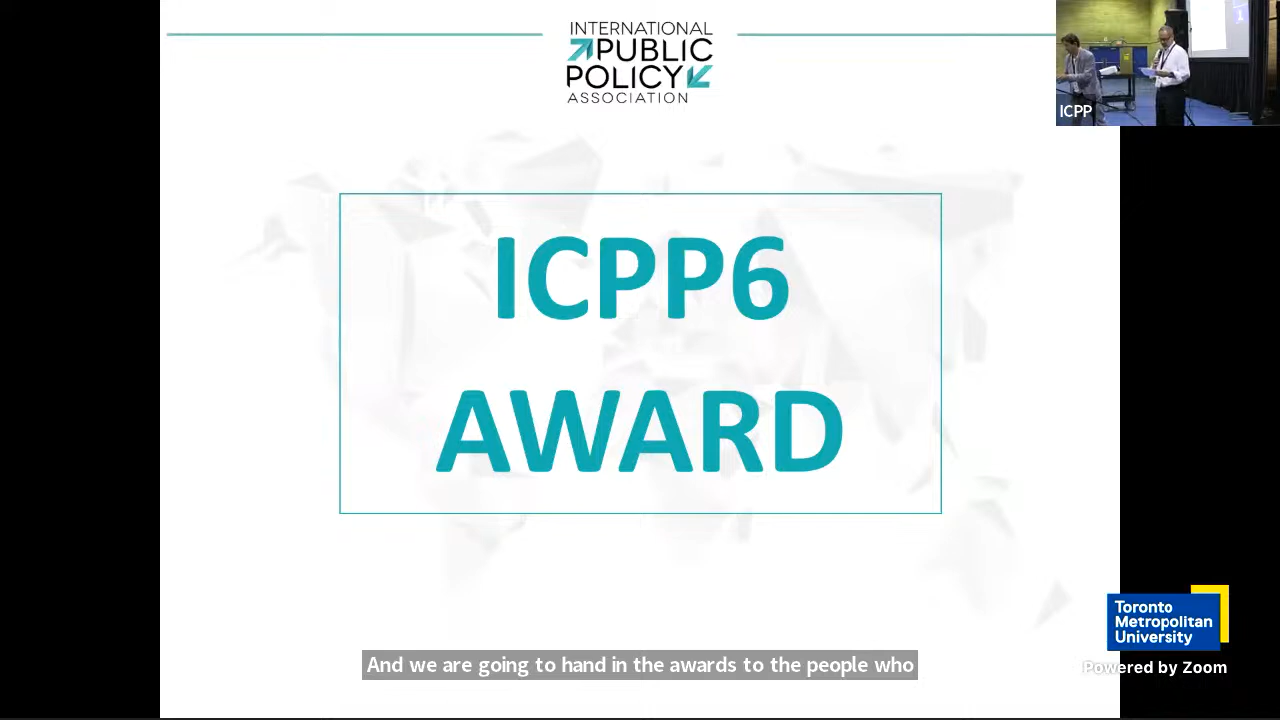 INTERNATIONAL
PUBLIC
POLICY
ASSOCIATION
ICPP
ICPP6
AWARD
Toronto
Metropolitan
University
And we are going to hand in the awards to the people who
Powered by Zoom